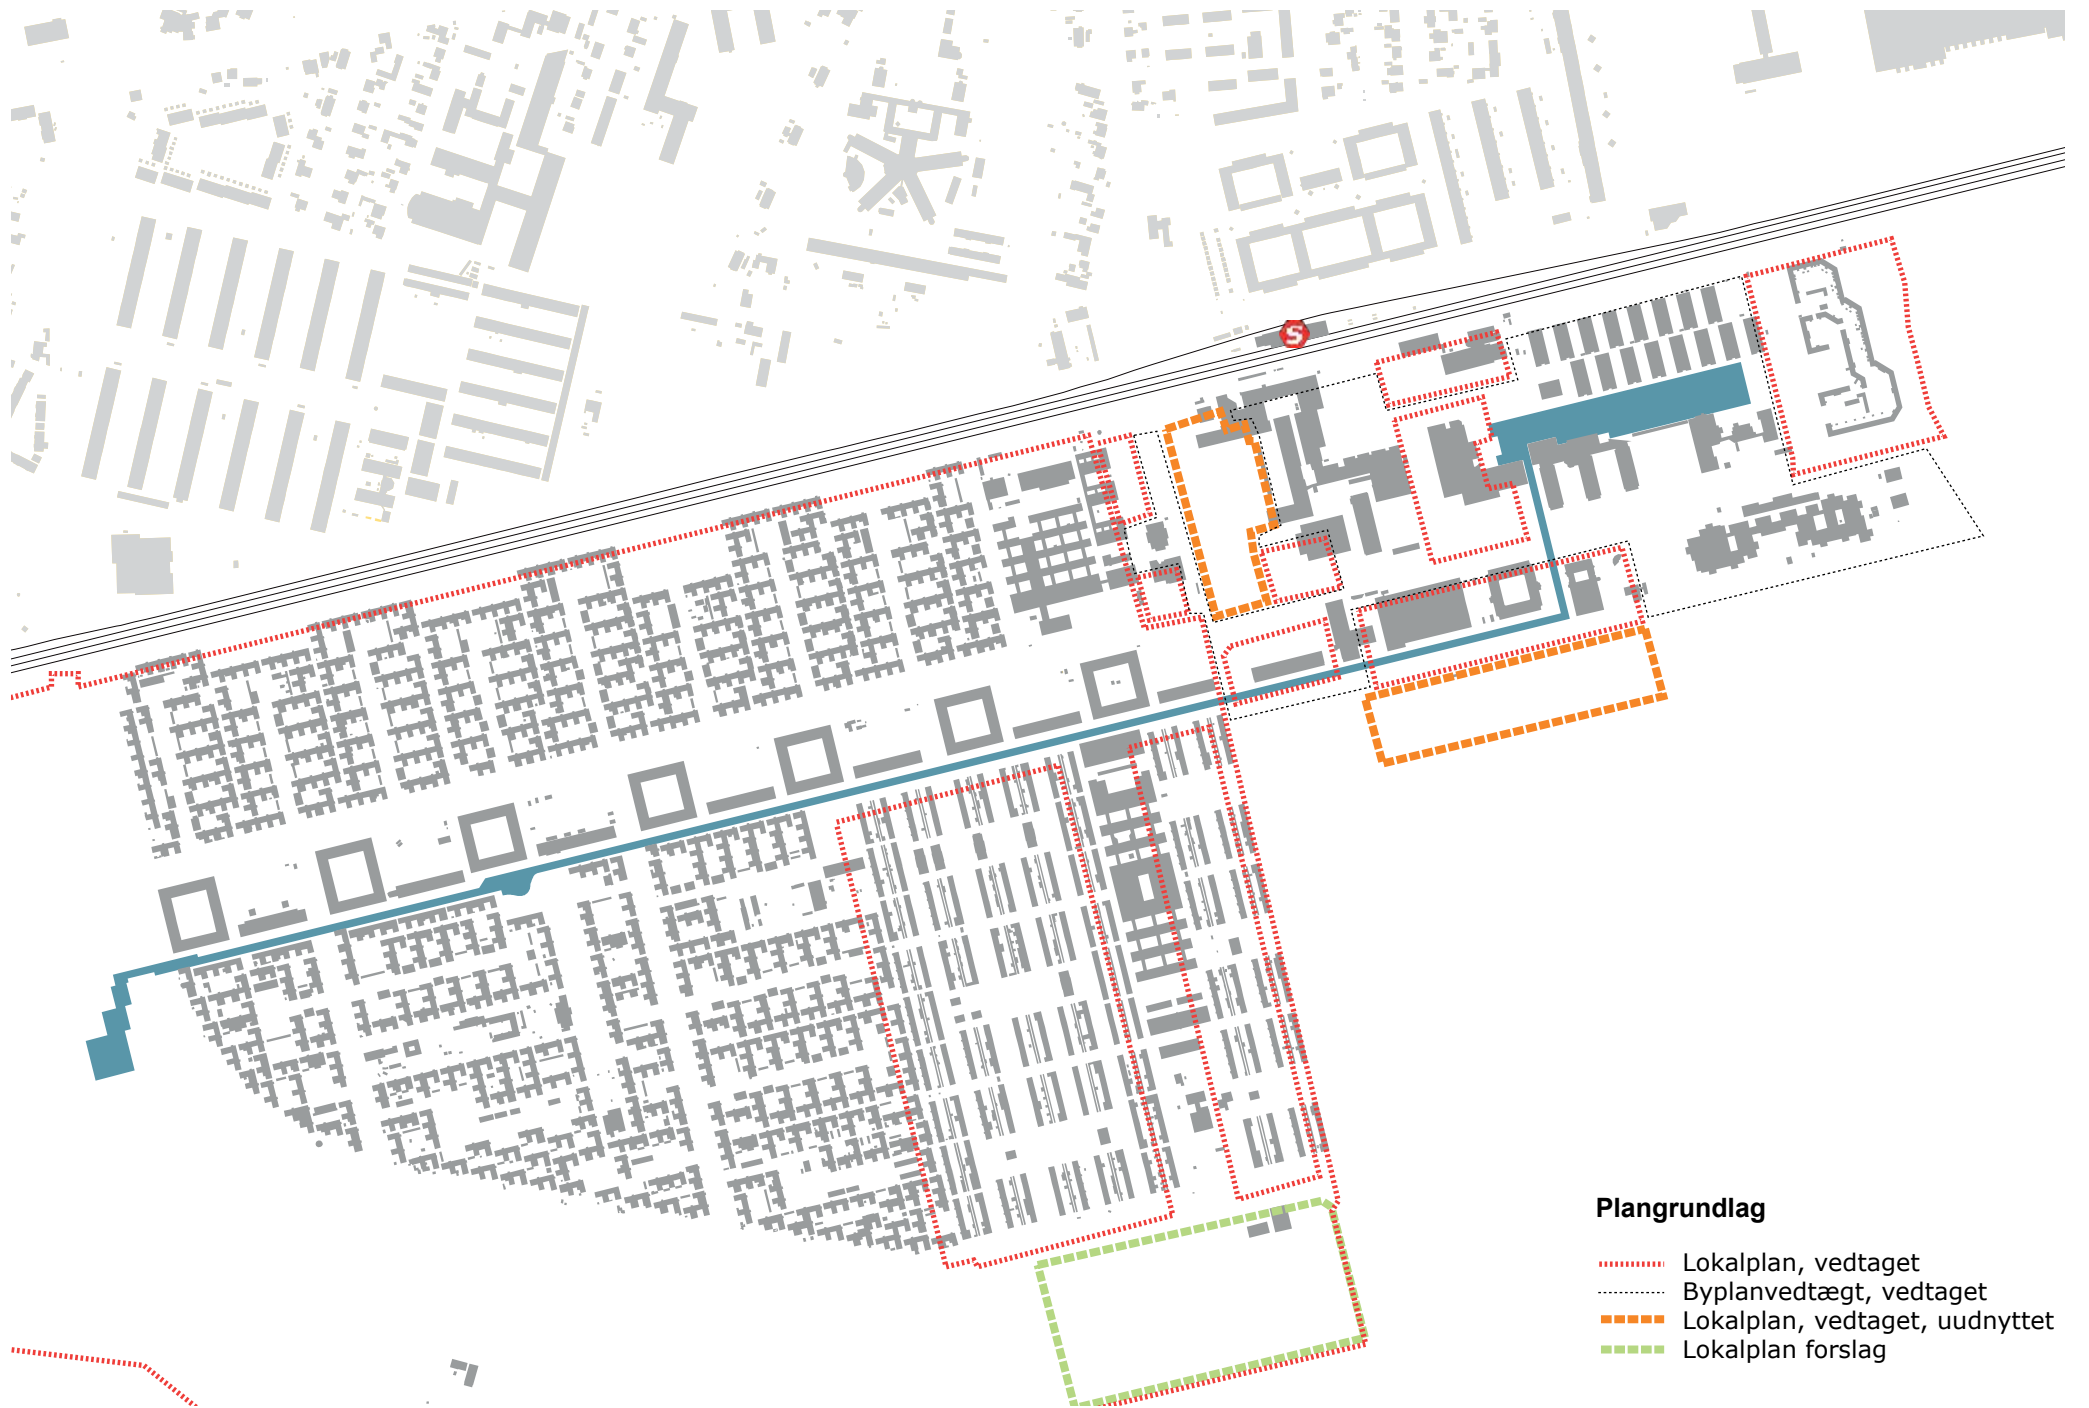 S
Plangrundlag
Lokalplan, vedtaget
Byplanvedtægt, vedtaget
Lokalplan, vedtaget, uudnyttet
Lokalplan forslag